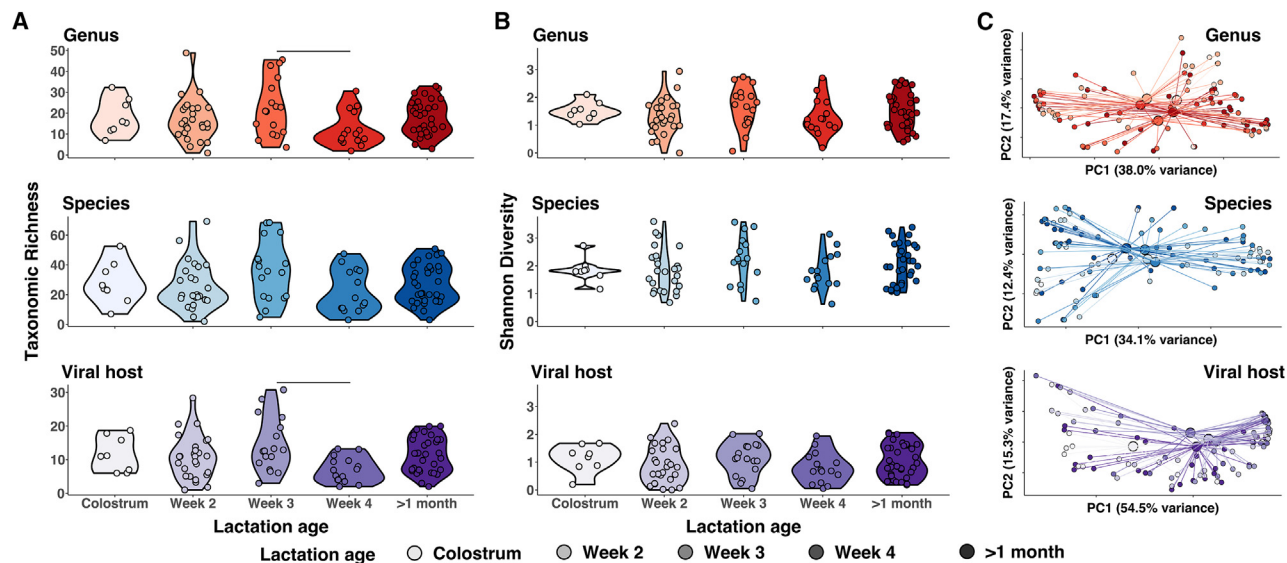 A
Genus
50
40
30
20
10
0
Species
60
40
20
0
Viral host
30
20
10
0
Taxonomic Richness
Colostrum Week 2 Week 3 Week 4 >1 month
Lactation age
B
Genus
3
2
1
0
Species
3
2
1
0
Viral host
3
2
1
0
Shannon Diversity
Colostrum Week 2 Week 3 Week 4 >1 month
Lactation age
C
Genus
PC2 (17.4% variance)
PC1 (38.0% variance)
Species
PC2 (12.4% variance)
PC1 (34.1% variance)
Viral host
PC2 (15.3% variance)
PC1 (54.5% variance)
Lactation age Colostrum Week 2 Week 3 Week 4 >1 month